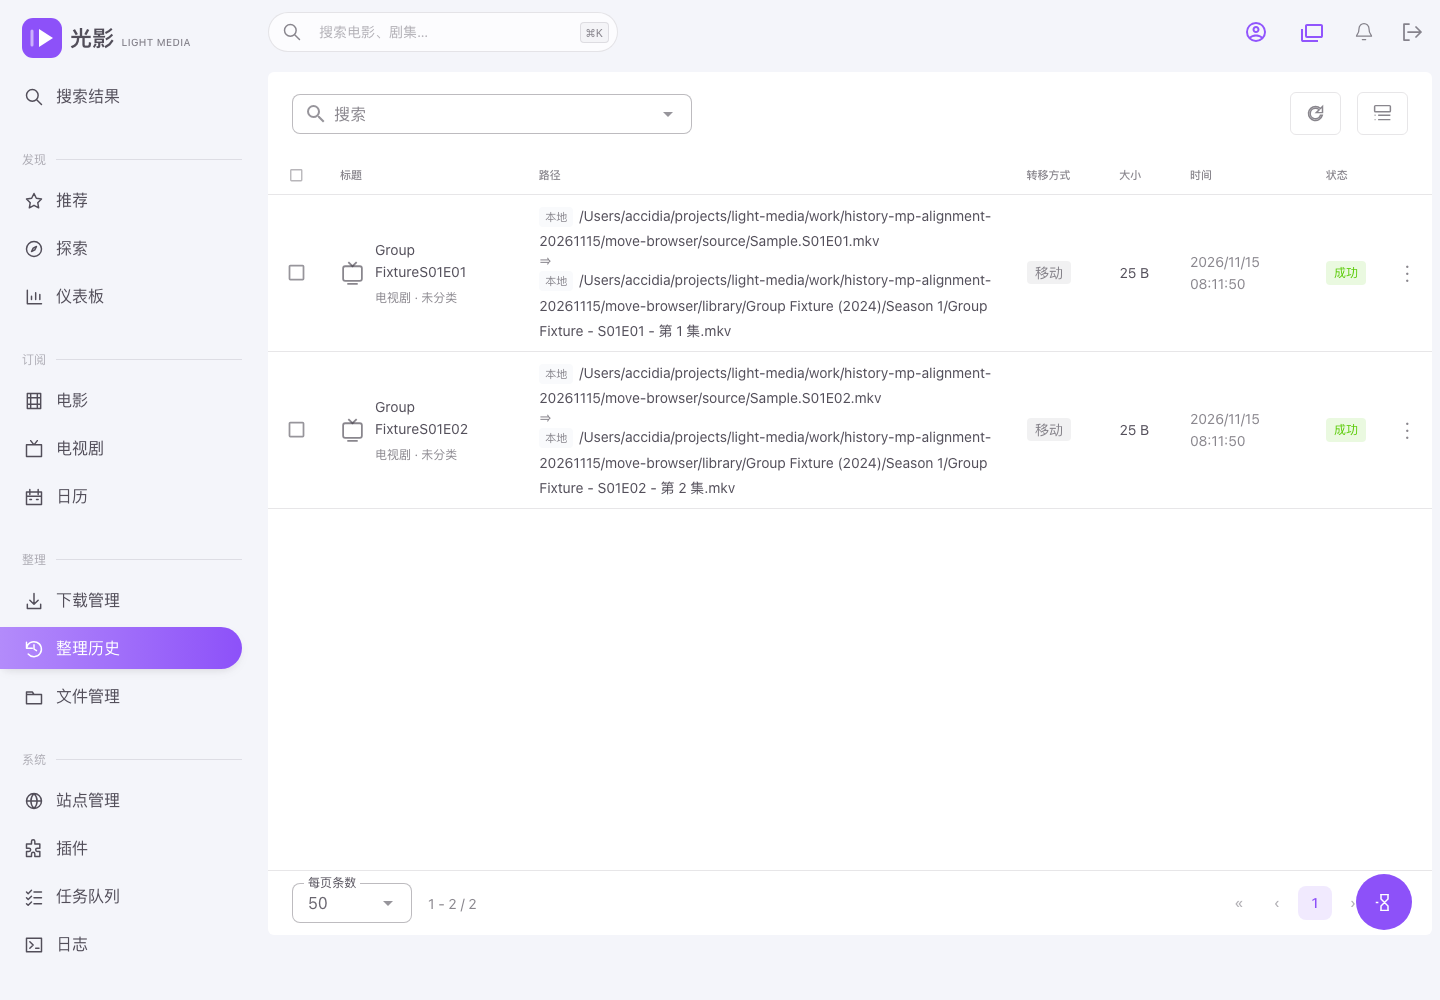 光影 LIGHT MEDIA
搜索电影、剧集...
⌘K
搜索结果
发现
推荐
探索
仪表板
订阅
电影
电视剧
日历
整理
下载管理
整理历史
文件管理
系统
站点管理
插件
任务队列
日志
搜索
标题 路径 转移方式 大小 时间 状态
Group
FixtureS01E01
电视剧 · 未分类
本地 /Users/accidia/projects/light-media/work/history-mp-alignment-
20261115/move-browser/source/Sample.S01E01.mkv
⇒
本地 /Users/accidia/projects/light-media/work/history-mp-alignment-
20261115/move-browser/library/Group Fixture (2024)/Season 1/Group
Fixture - S01E01 - 第 1 集.mkv
移动
25 B
2026/11/15
08:11:50
成功
Group
FixtureS01E02
电视剧 · 未分类
本地 /Users/accidia/projects/light-media/work/history-mp-alignment-
20261115/move-browser/source/Sample.S01E02.mkv
⇒
本地 /Users/accidia/projects/light-media/work/history-mp-alignment-
20261115/move-browser/library/Group Fixture (2024)/Season 1/Group
Fixture - S01E02 - 第 2 集.mkv
移动
25 B
2026/11/15
08:11:50
成功
每页条数
50
1 - 2 / 2
« ‹ 1 ›